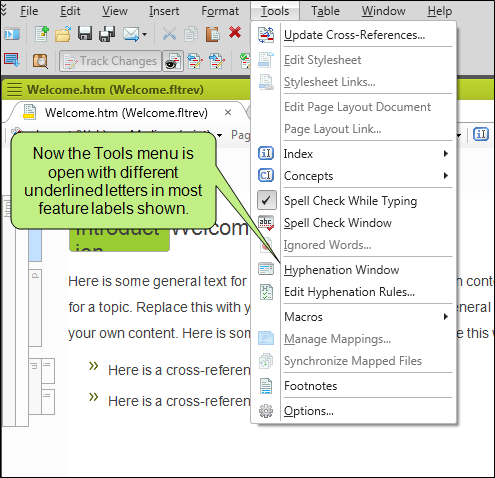 File Edit View Insert Format Tools Table Window Help
Track Changes
Welcome.htm (Welcome.fltrev)
Welcome.htm (Welcome.fltrev)
Now the Tools menu is
open with different
underlined letters in most
feature labels shown.
Update Cross-References...
Edit Stylesheet
Stylesheet Links...
Edit Page Layout Document
Page Layout Link...
Index
Concepts
Spell Check While Typing
Spell Check Window
Ignored Words...
Hyphenation Window
Edit Hyphenation Rules...
Macros
Manage Mappings...
Synchronize Mapped Files
Footnotes
Options...
Introduct Welcome
ion
Here is some general text for
for a topic. Replace this with y
your own content. Here is som
Here is a cross-referen
Here is a cross-referen